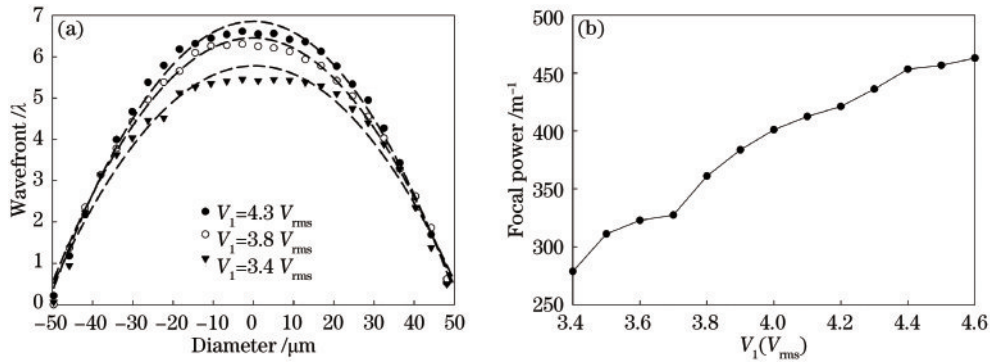 (a)
Wavefront /λ
7
6
5
4
3
2
1
0
−50 −40 −30 −20 −10 0 10 20 30 40 50
Diameter /μm
V₁=4.3 Vrms
V₁=3.8 Vrms
V₁=3.4 Vrms
(b)
Focal power /m⁻¹
500
450
400
350
300
250
3.4 3.6 3.8 4.0 4.2 4.4 4.6
V₁(Vrms)